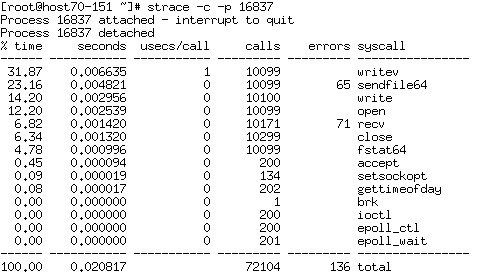 [root@host70-151 ~]# strace -c -p 16837
Process 16837 attached - interrupt to quit
Process 16837 detached
% time     seconds  usecs/call     calls    errors syscall
------ ----------- ----------- --------- --------- ----------------
 31.87    0.006635           1     10099           writev
 23.16    0.004821           0     10099        65 sendfile64
 14.20    0.002956           0     10100           write
 12.20    0.002539           0     10099           open
  6.82    0.001420           0     10171        71 recv
  6.34    0.001320           0     10299           close
  4.78    0.000996           0     10099           fstat64
  0.45    0.000094           0       200           accept
  0.09    0.000019           0       134           setsockopt
  0.08    0.000017           0       202           gettimeofday
  0.00    0.000000           0         1           brk
  0.00    0.000000           0       200           ioctl
  0.00    0.000000           0       200           epoll_ctl
  0.00    0.000000           0       201           epoll_wait
------ ----------- ----------- --------- --------- ----------------
100.00    0.020817                 72104       136 total